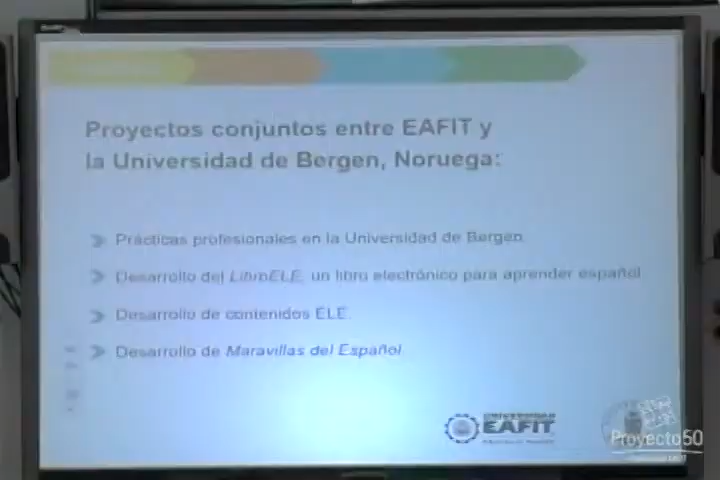 Proyectos conjuntos entre EAFIT y
la Universidad de Bergen, Noruega:
Prácticas profesionales en la Universidad de Bergen.
Desarrollo del LibroELE, un libro electrónico para aprender español
Desarrollo de contenidos ELE.
Desarrollo de Maravillas del Español
UNIVERSIDAD
EAFIT
Proyecto50